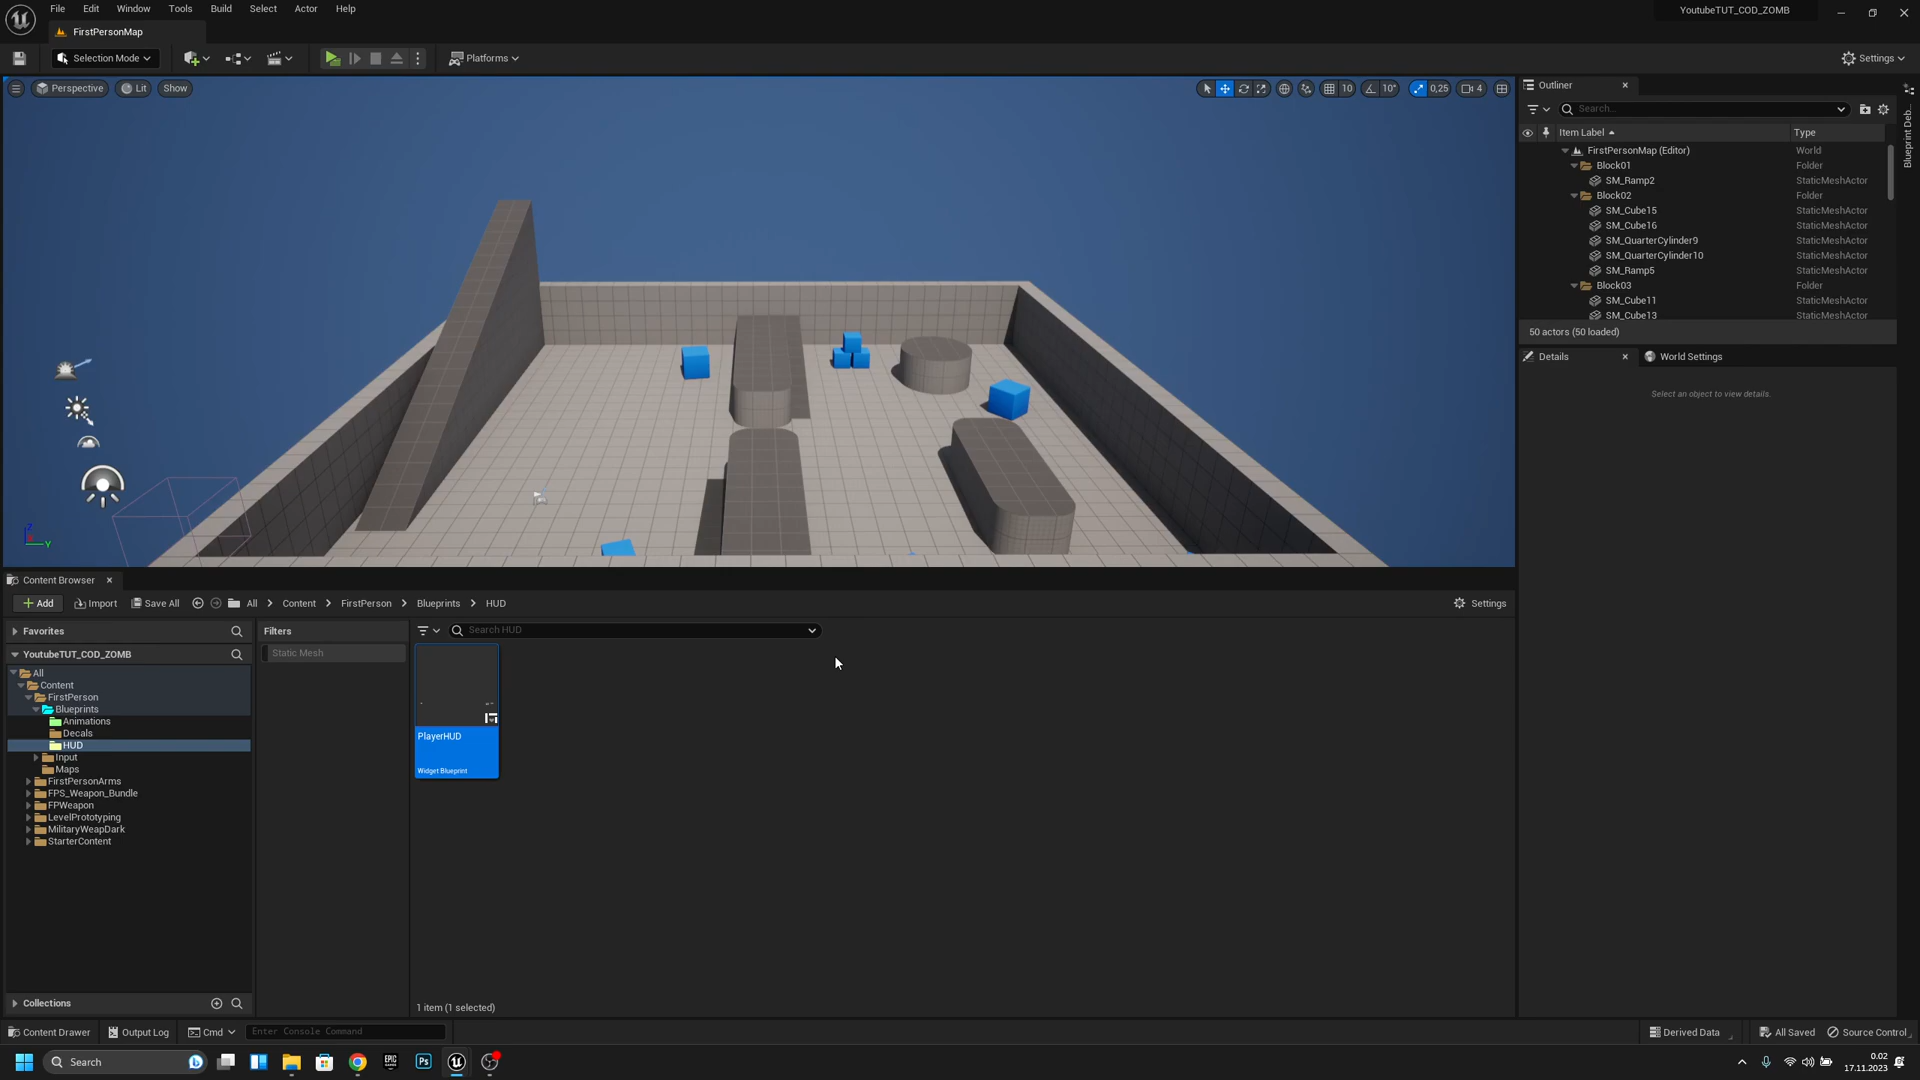 File Edit Window Tools Build Select Actor Help
YoutubeTUT_COD_ZOMB
FirstPersonMap
Selection Mode
Platforms
Settings
Perspective Lit Show
10 10° 0,25 4
Outliner
Search...
Item Label Type
FirstPersonMap (Editor) World
Block01 Folder
SM_Ramp2 StaticMeshActor
Block02 Folder
SM_Cube15 StaticMeshActor
SM_Cube16 StaticMeshActor
SM_QuarterCylinder9 StaticMeshActor
SM_QuarterCylinder10 StaticMeshActor
SM_Ramp5 StaticMeshActor
Block03 Folder
SM_Cube11 StaticMeshActor
SM_Cube13 StaticMeshActor
50 actors (50 loaded)
Blueprint Deb...
Details World Settings
Select an object to view details.
Z
Y
Content Browser
Add Import Save All All Content FirstPerson Blueprints HUD Settings
Favorites
YoutubeTUT_COD_ZOMB
All
Content
FirstPerson
Blueprints
Animations
Decals
HUD
Input
Maps
FirstPersonArms
FPS_Weapon_Bundle
FPWeapon
LevelPrototyping
MilitaryWeapDark
StarterContent
Collections
Filters
Static Mesh
Search HUD
PlayerHUD
Widget Blueprint
1 item (1 selected)
Content Drawer Output Log Cmd Enter Console Command Derived Data All Saved Source Control
Search
EPIC
Ps
0.02
17.11.2023